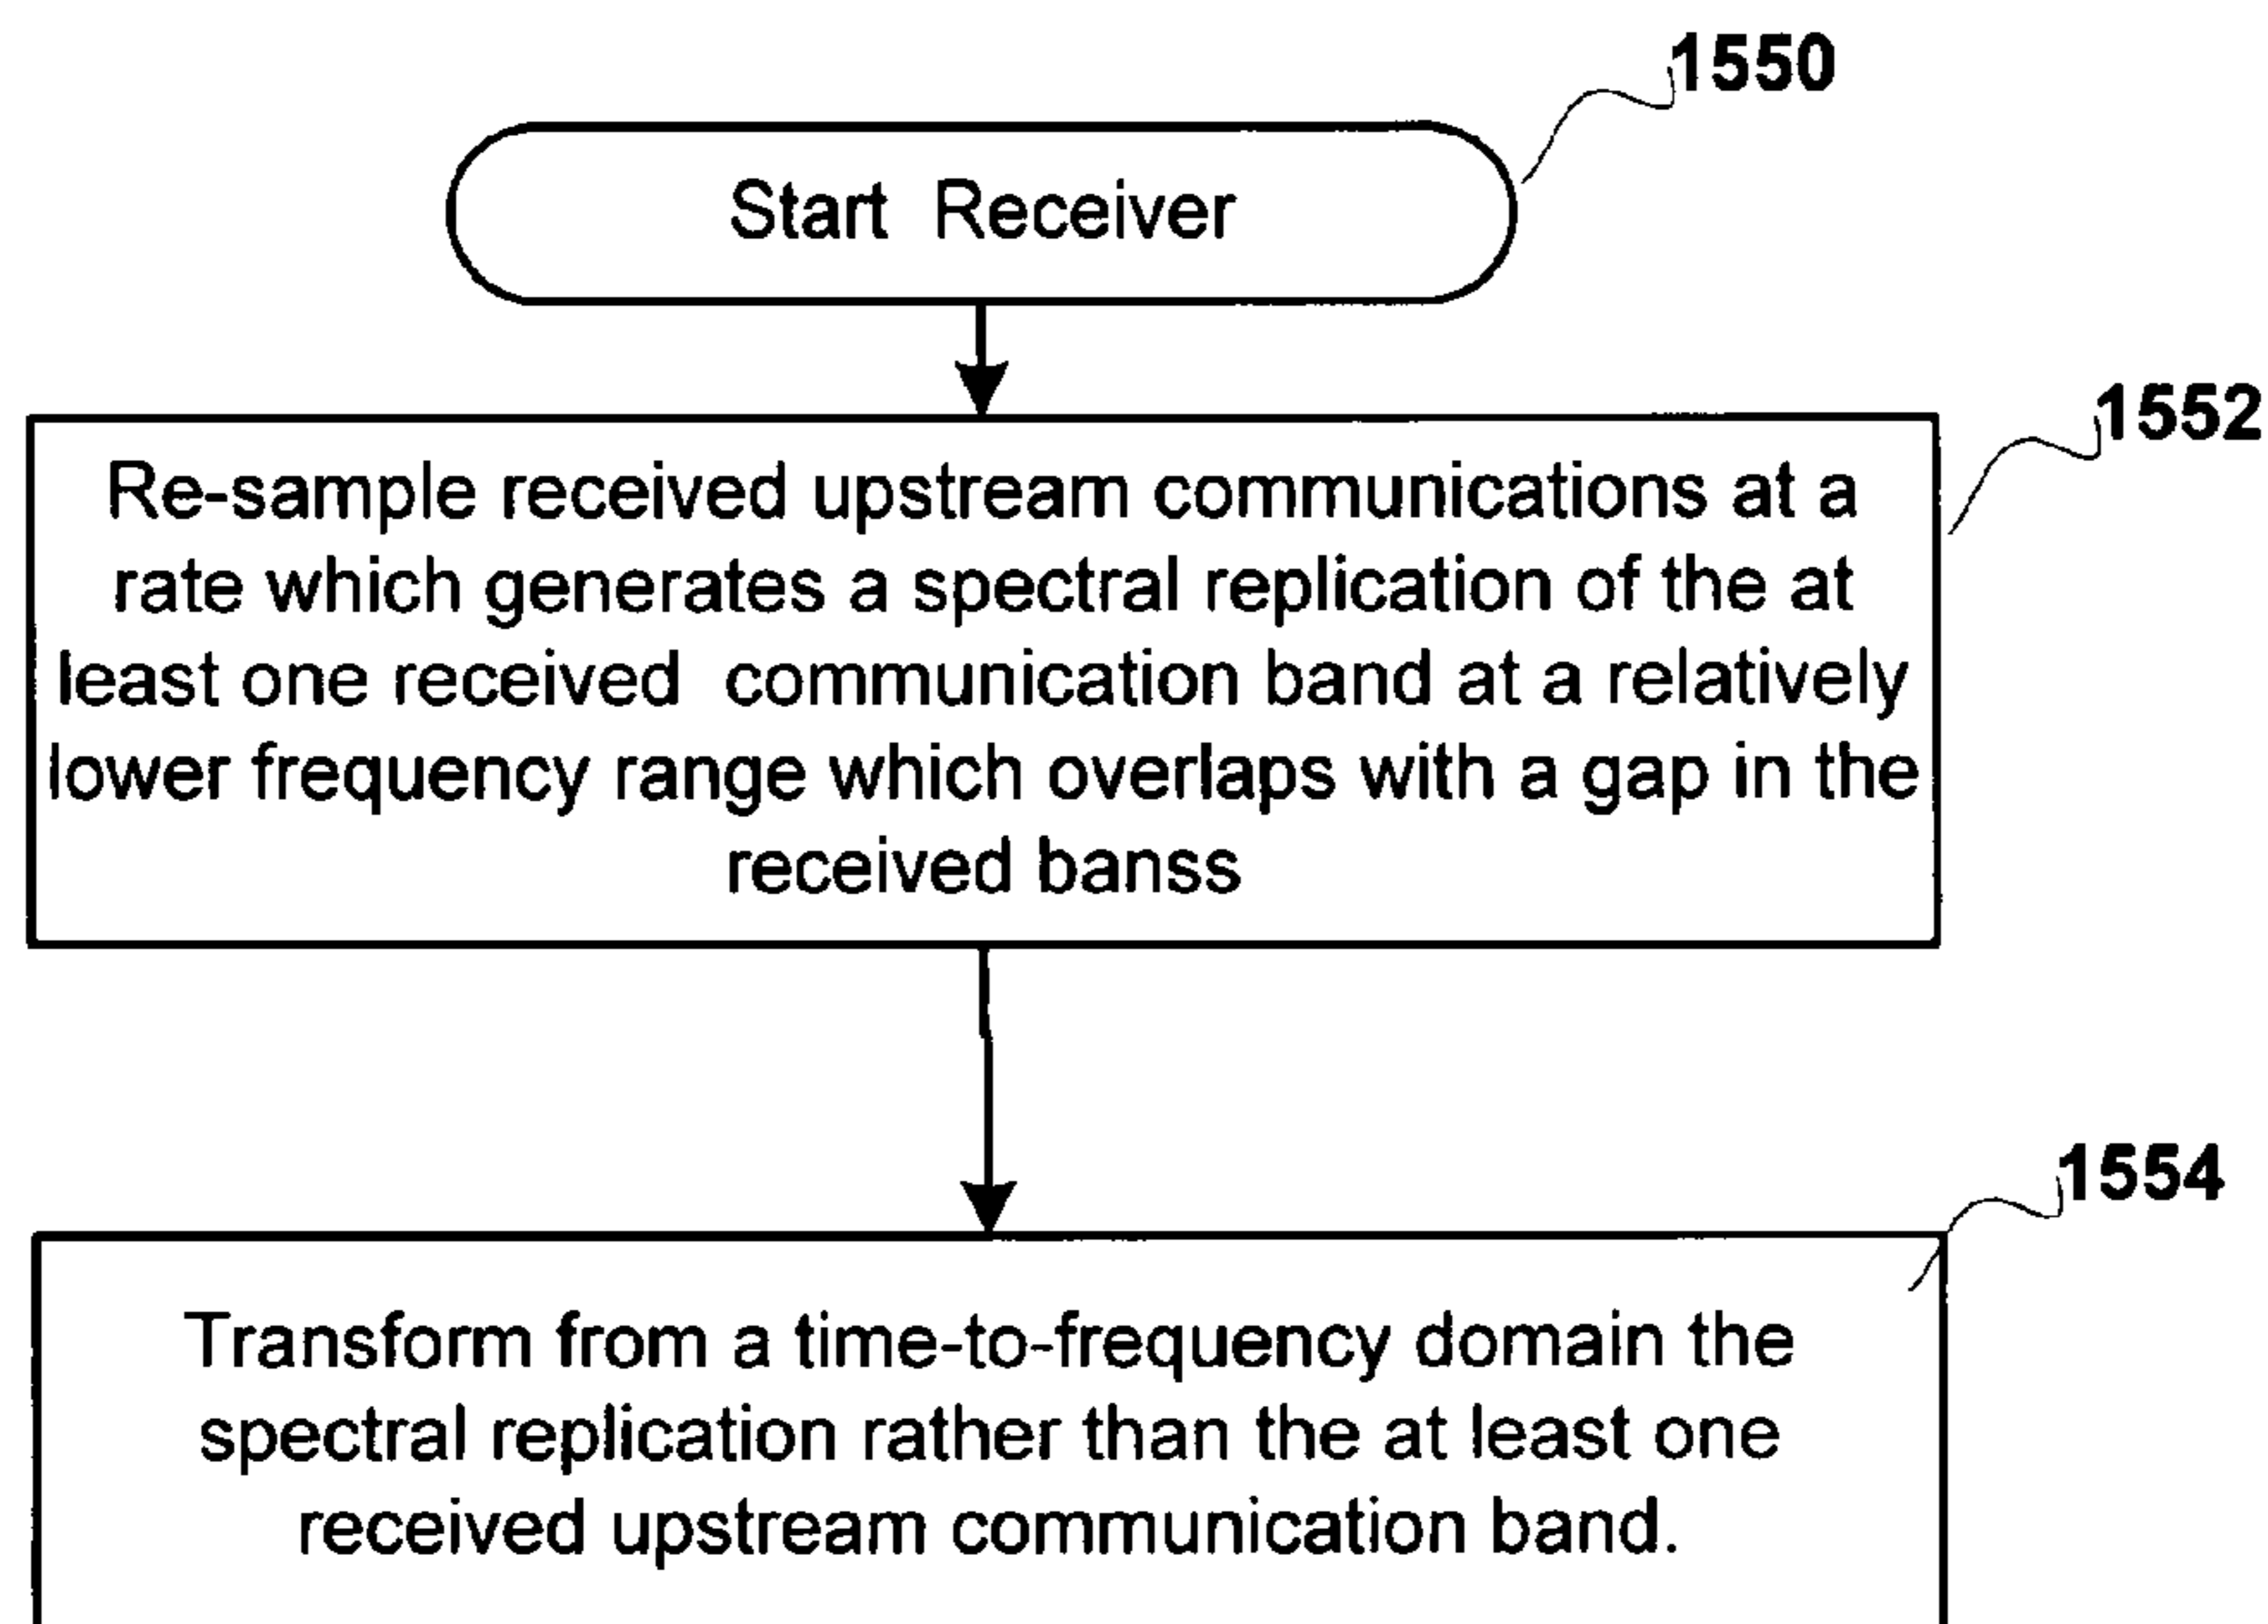 1550
Start Receiver
1552
Re-sample received upstream communications at a
rate which generates a spectral replication of the at
least one received communication band at a relatively
lower frequency range which overlaps with a gap in the
received banss
1554
Transform from a time-to-frequency domain the
spectral replication rather than the at least one
received upstream communication band.